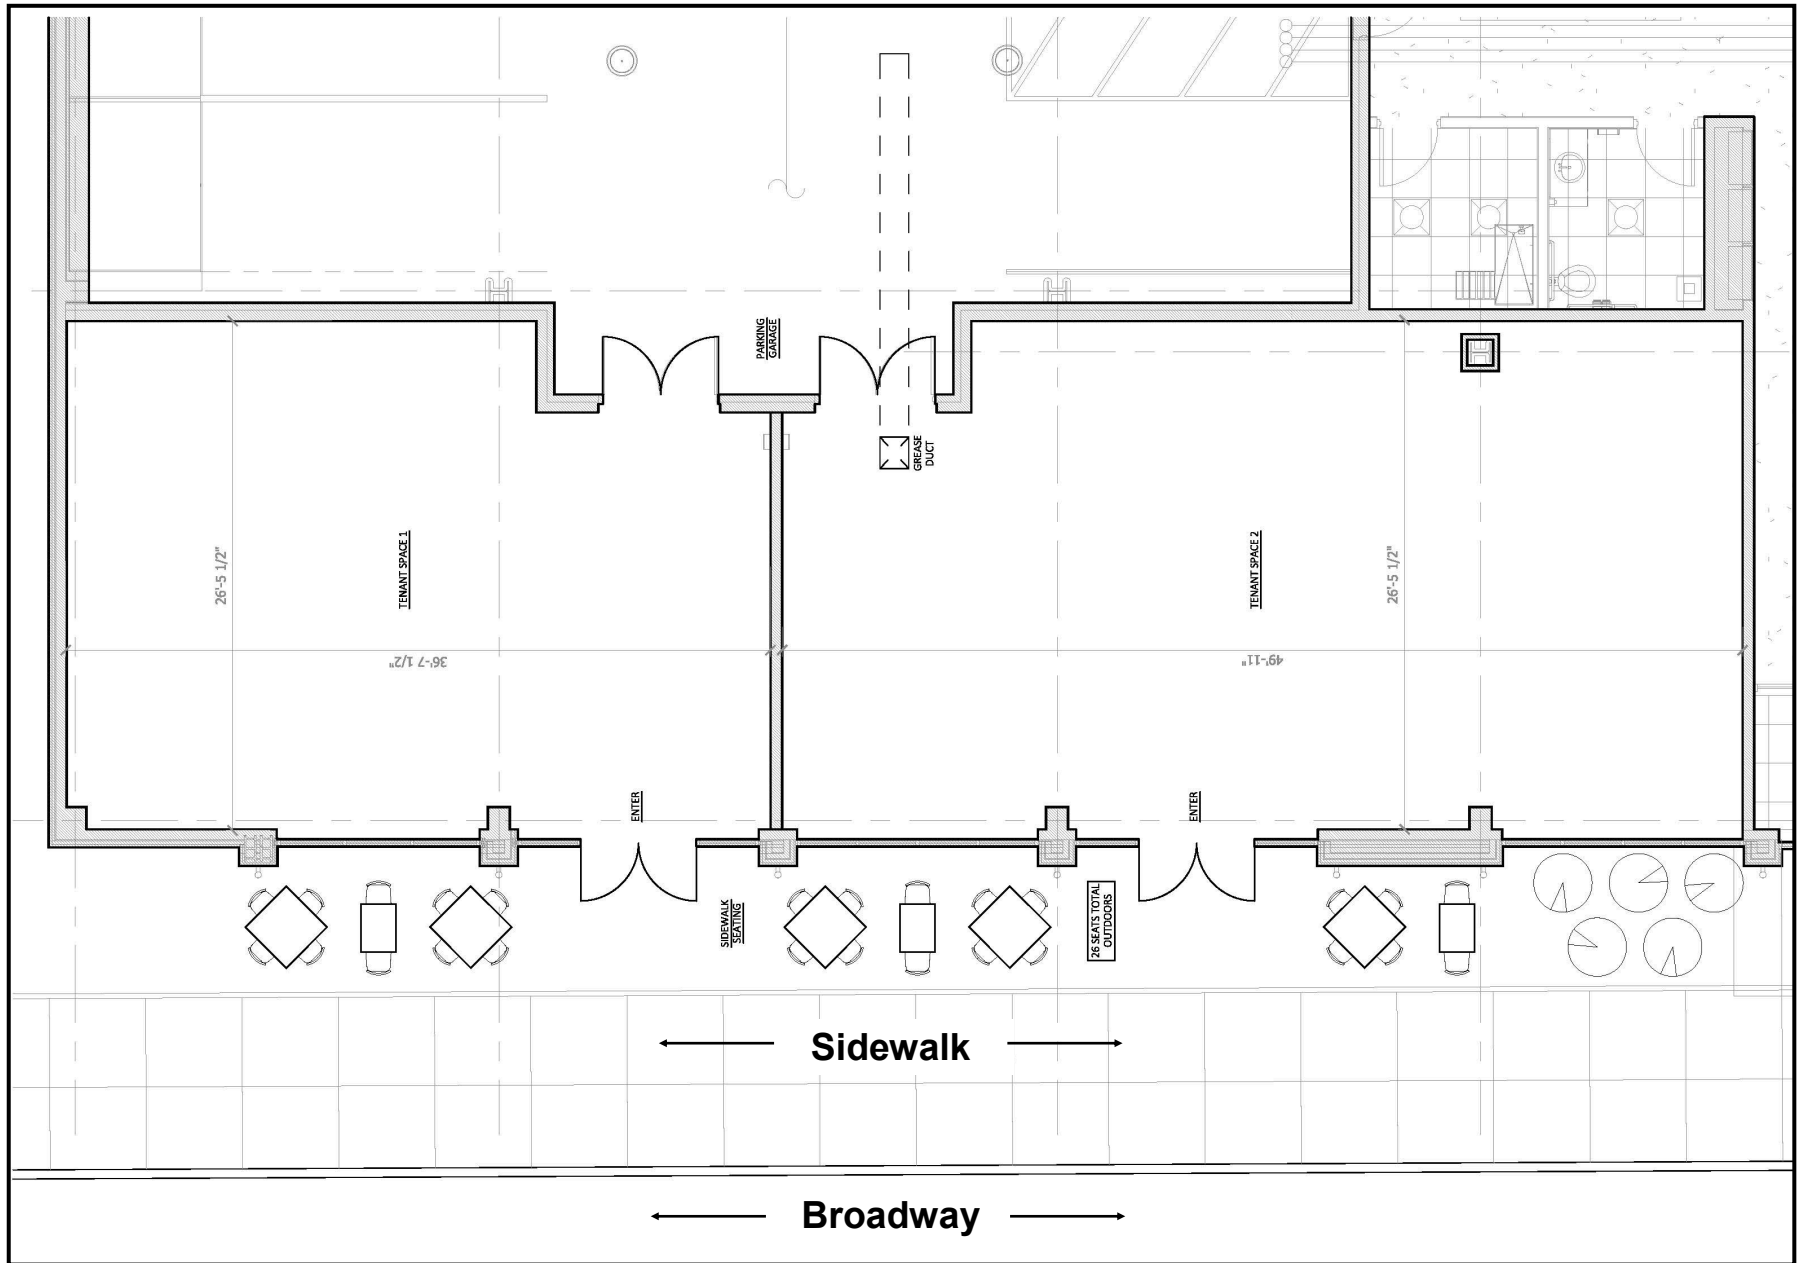 PARKING
GARAGE
GREASE
DUCT
TENANT SPACE 1
26'-5 1/2"
36'-7 1/2"
TENANT SPACE 2
26'-5 1/2"
49'-11"
ENTER
ENTER
SIDEWALK
SEATING
26 SEATS TOTAL
OUTDOORS
Sidewalk
Broadway